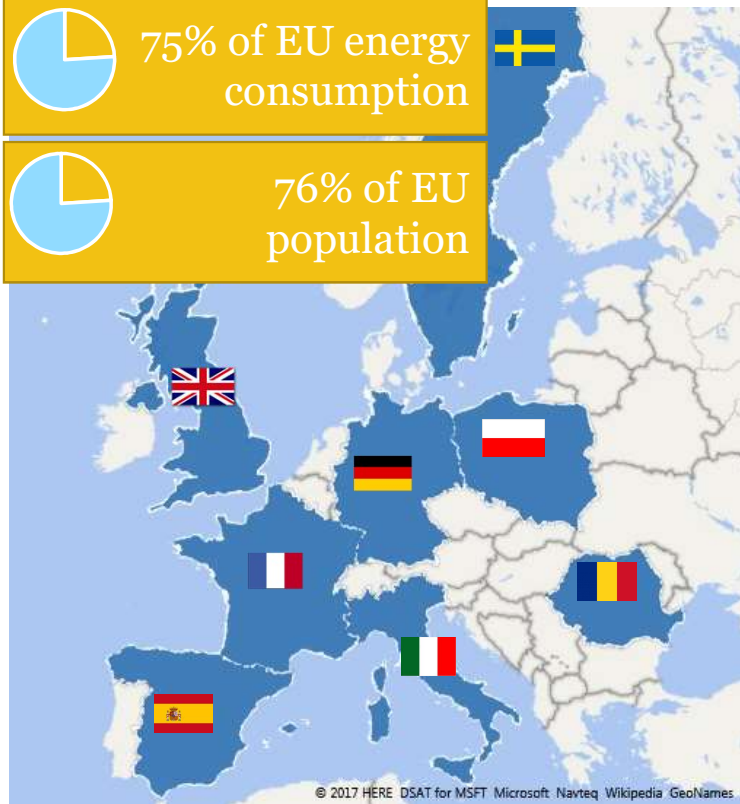 75% of EU energy
consumption
76% of EU
population
© 2017 HERE DSAT for MSFT Microsoft Navteq Wikipedia GeoNames